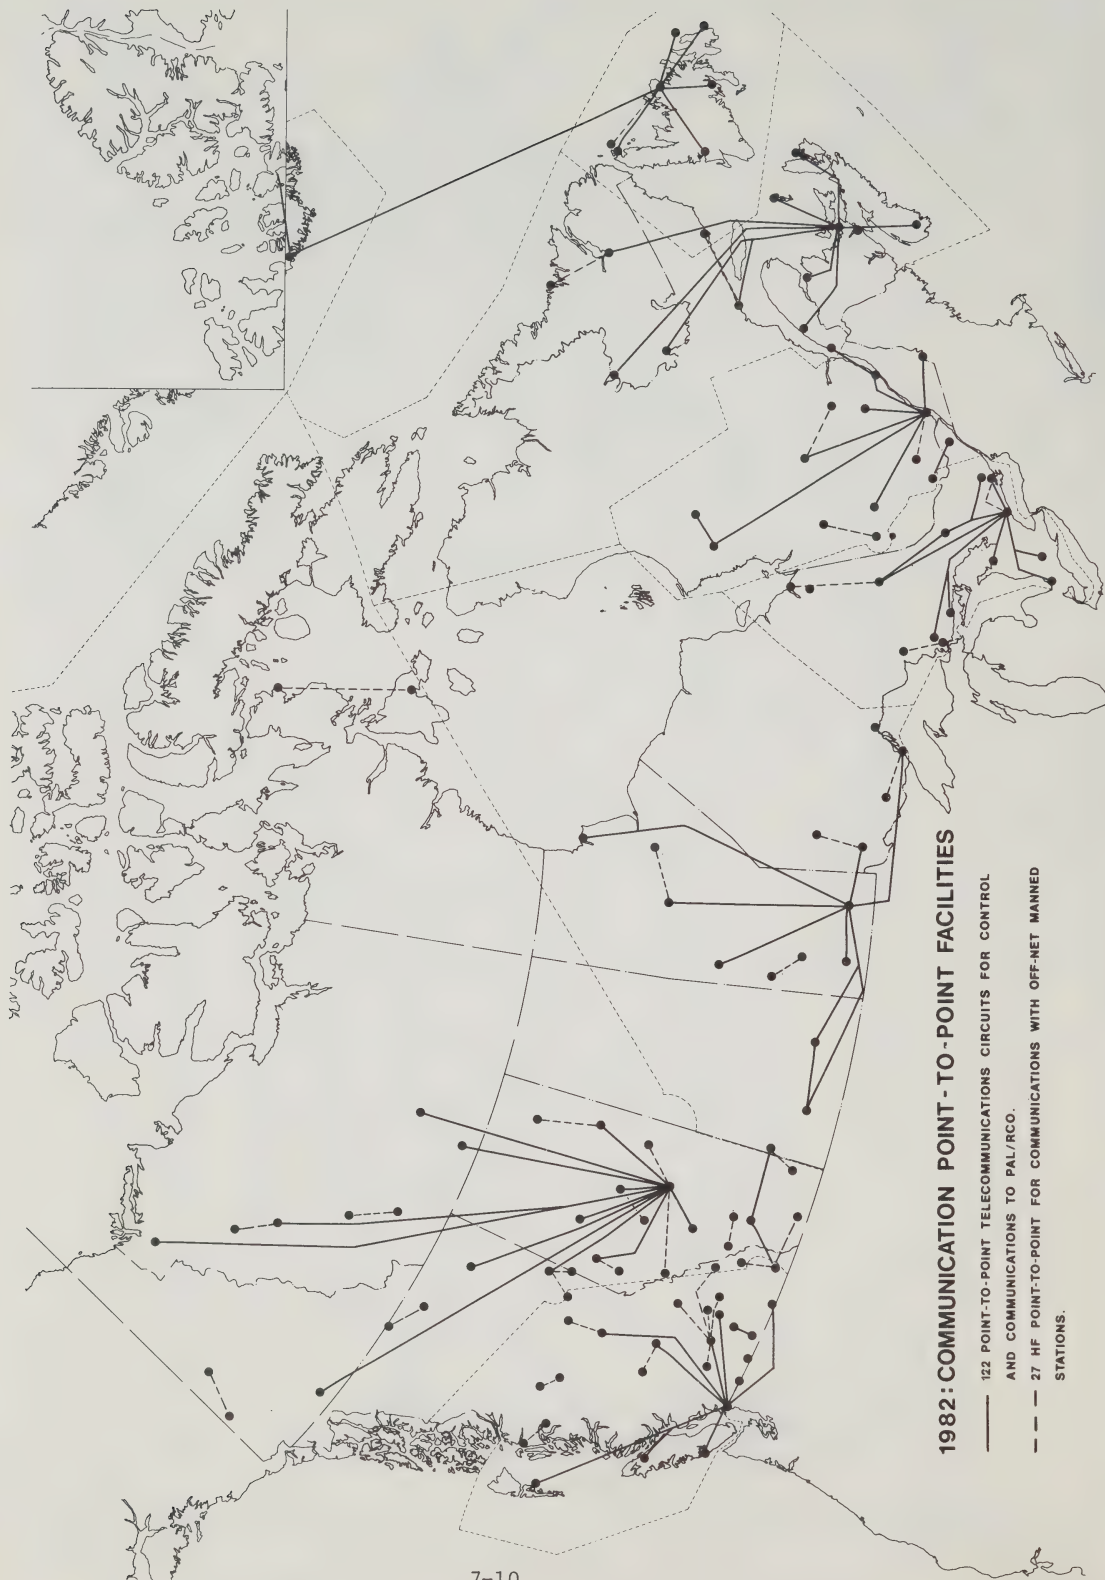 1982: COMMUNICATION POINT-TO-POINT FACILITIES
122 POINT-TO-POINT TELECOMMUNICATIONS CIRCUITS FOR CONTROL
AND COMMUNICATIONS TO PAL/RCO.
27 HF POINT-TO-POINT FOR COMMUNICATIONS WITH OFF-NET MANNED
STATIONS.
7-10